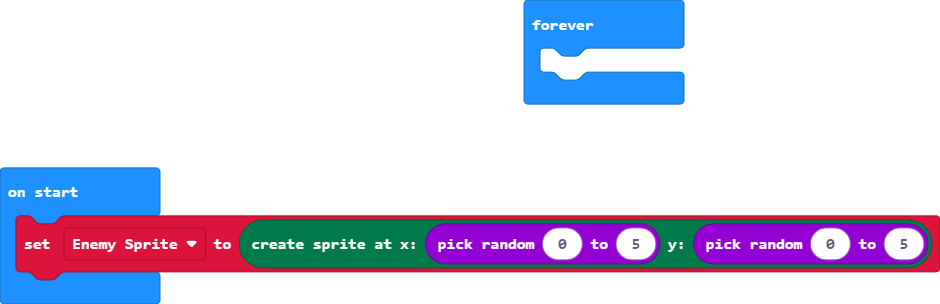 forever
on start
set Enemy Sprite to create sprite at x: pick random 0 to 5 y: pick random 0 to 5